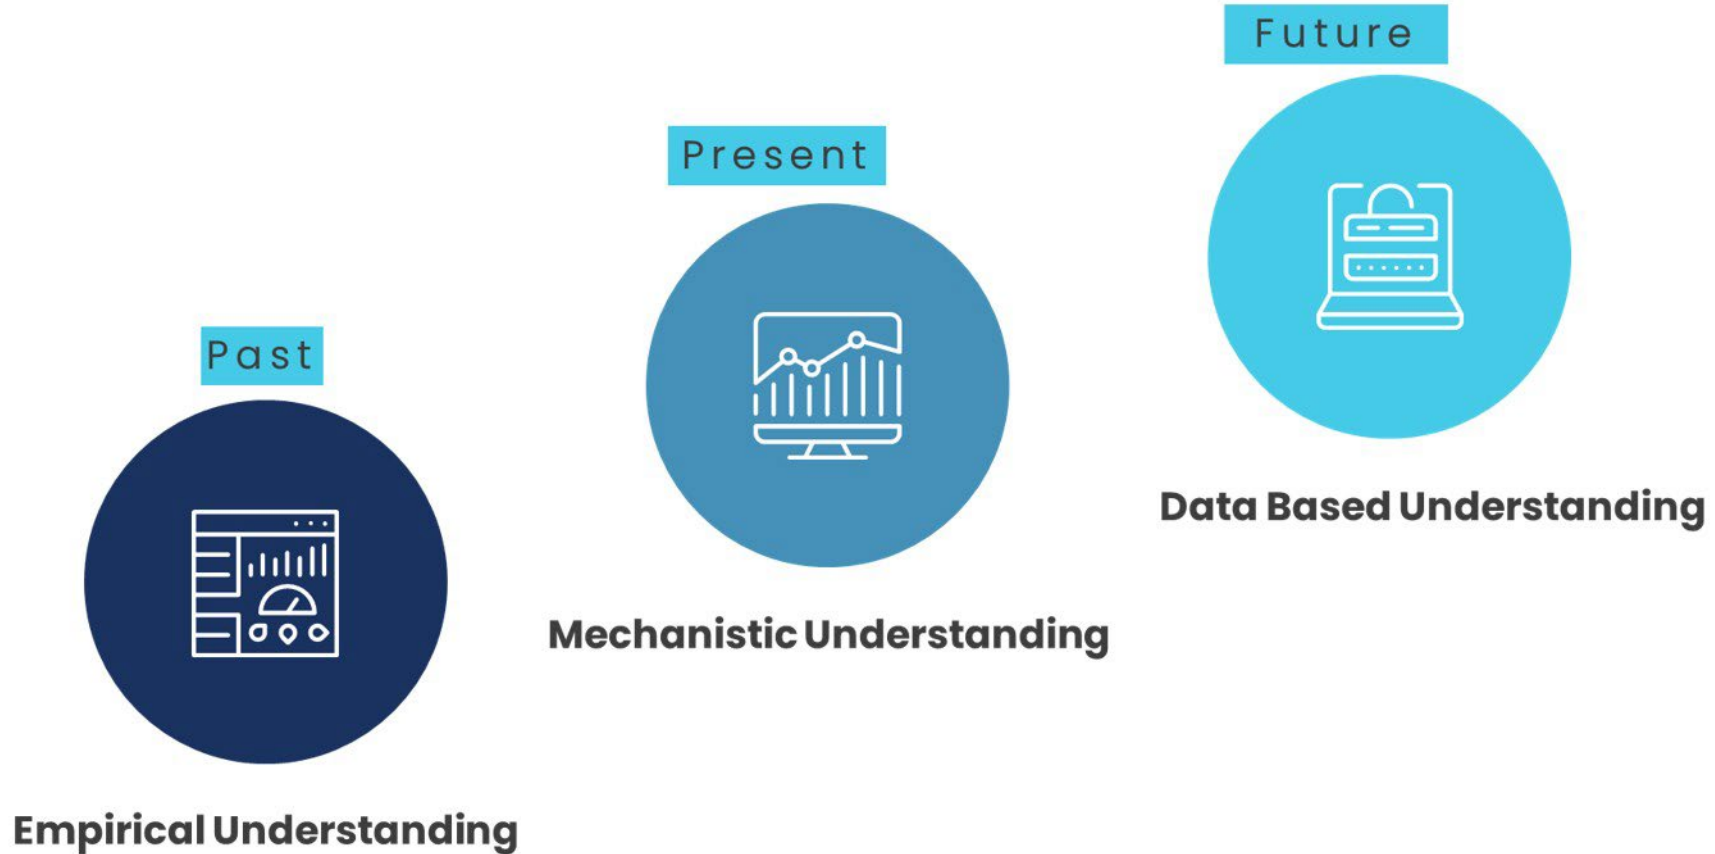 Past
Empirical Understanding
Present
Mechanistic Understanding
Future
Data Based Understanding